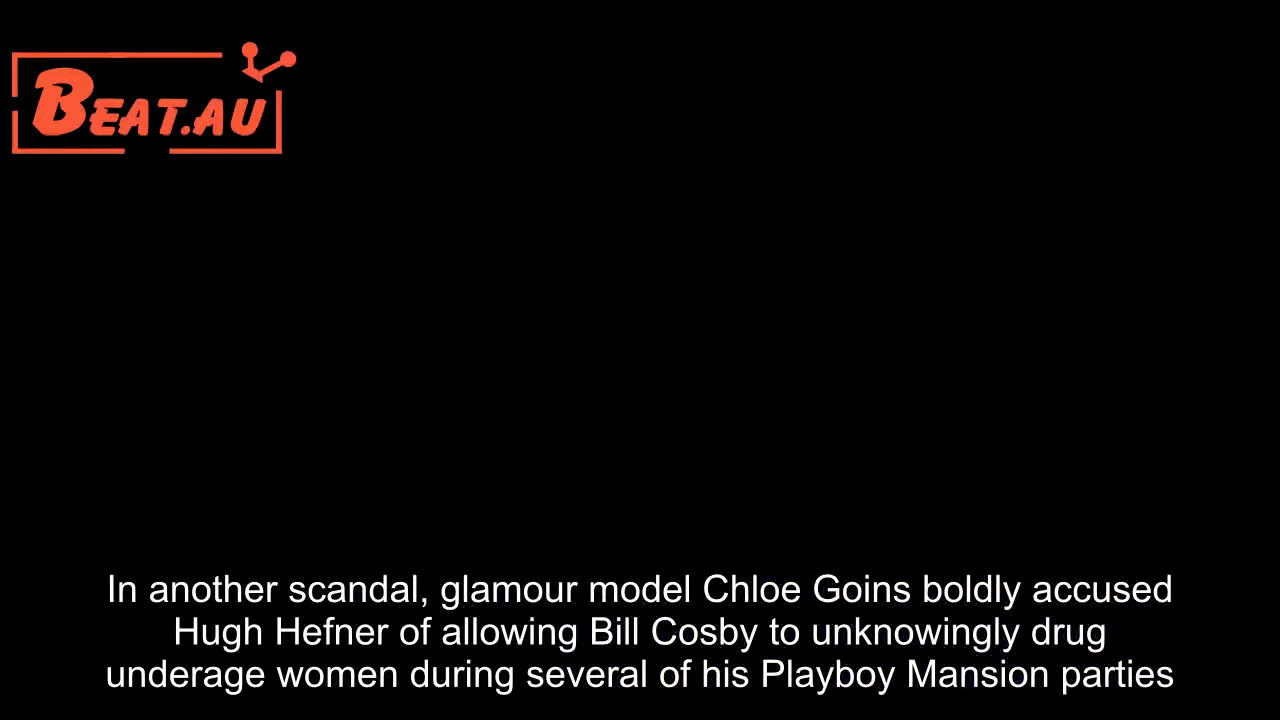 BEAT.AU
In another scandal, glamour model Chloe Goins boldly accused
Hugh Hefner of allowing Bill Cosby to unknowingly drug
underage women during several of his Playboy Mansion parties